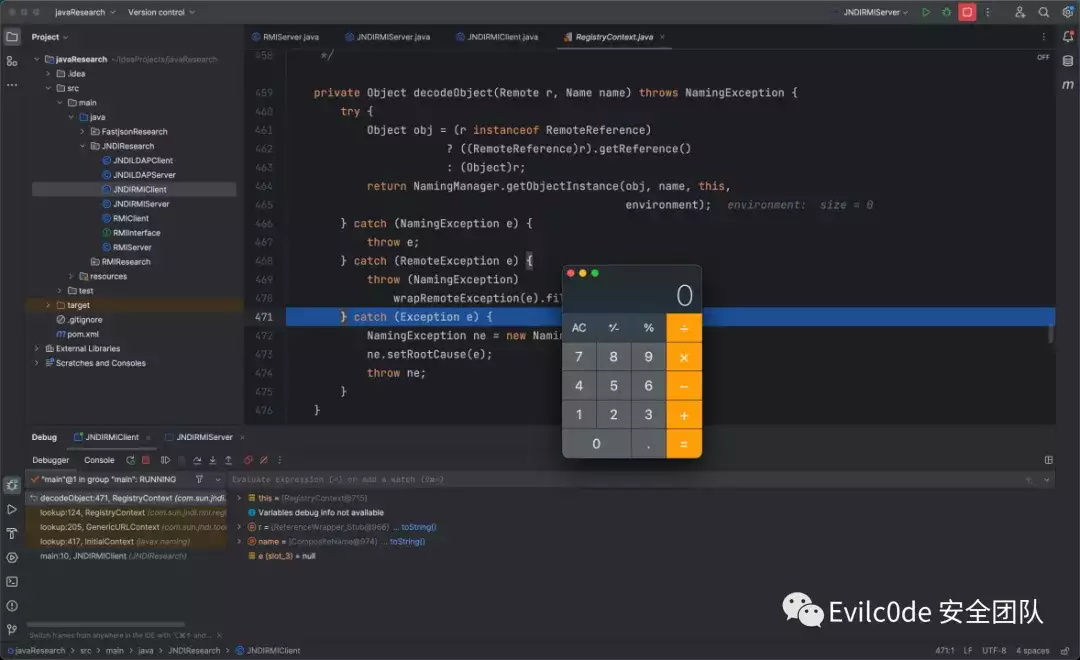 javaResearch
Version control
JNDIRMIServer
Project
RMIServer.java
JNDIRMIServer.java
JNDIRMIClient.java
RegistryContext.java
OFF
javaResearch ~/IdeaProjects/javaResearch
.idea
src
main
java
FastjsonResearch
JNDIResearch
JNDILDAPClient
JNDILDAPServer
JNDIRMIClient
JNDIRMIServer
RMIClient
RMIInterface
RMIServer
RMIResearch
resources
test
target
.gitignore
pom.xml
External Libraries
Scratches and Consoles
458 */
459 private Object decodeObject(Remote r, Name name) throws NamingException {
460 try {
461 Object obj = (r instanceof RemoteReference)
462 ? ((RemoteReference)r).getReference()
463 : (Object)r;
464 return NamingManager.getObjectInstance(obj, name, this,
465 environment); environment: size = 0
466 } catch (NamingException e) {
467 throw e;
468 } catch (RemoteException e) {
469 throw (NamingException)
470 wrapRemoteException(e).fil
471 } catch (Exception e) {
472 NamingException ne = new Namin
473 ne.setRootCause(e);
474 throw ne;
475 }
476 }
0
AC +⁄- % ÷
7 8 9 ×
4 5 6 −
1 2 3 +
0 . =
Debug JNDIRMIClient JNDIRMIServer
Debugger Console
"main"@1 in group "main": RUNNING
decodeObject:471, RegistryContext (com.sun.jndi.
lookup:124, RegistryContext (com.sun.jndi.rmi.regi
lookup:205, GenericURLContext (com.sun.jndi.too
lookup:417, InitialContext (javax.naming)
main:10, JNDIRMIClient (JNDIResearch)
Evaluate expression (⏎) or add a watch
this = {RegistryContext@715}
Variables debug info not available
r = {ReferenceWrapper_Stub@966} ... toString()
name = {CompositeName@974} ... toString()
e (slot_3) = null
Switch frames from anywhere in the IDE with ⌥⌘↑ and...
Evilc0de 安全团队
javaResearch > src > main > java > JNDIResearch > JNDIRMIClient
471:1 LF UTF-8 4 spaces